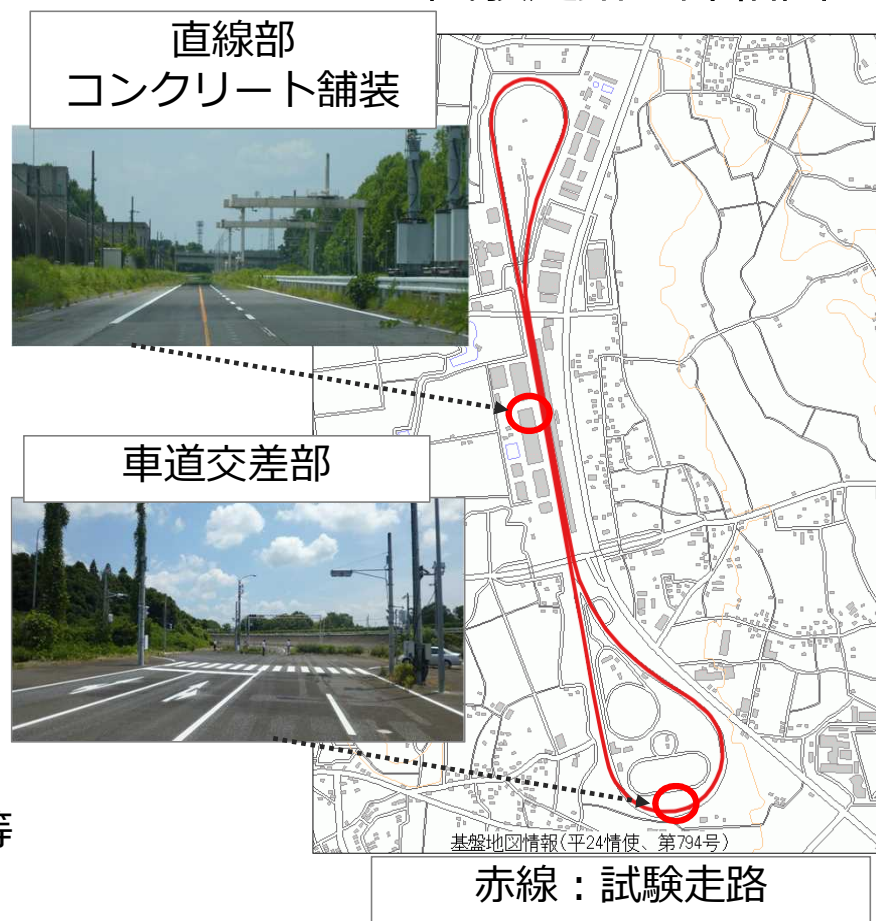 直線部
コンクリート舗装
車道交差部
等
基盤地図情報(平24情使、第794号)
赤線：試験走路